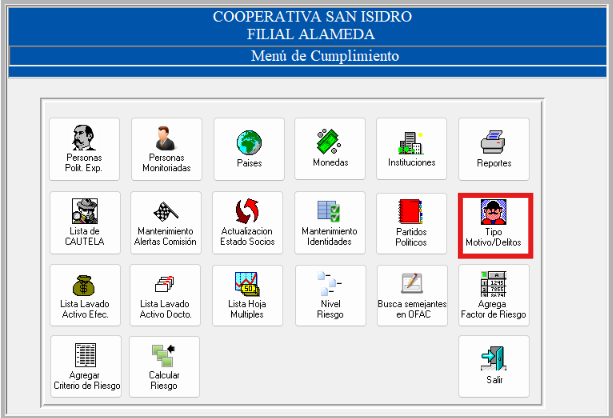 COOPERATIVA SAN ISIDRO
FILIAL ALAMEDA
Menú de Cumplimiento
Personas
Polit. Exp.
Personas
Monitoriadas
Paises
Monedas
Instituciones
Reportes
Lista de
CAUTELA
Mantenimiento
Alertas Comisión
Actualizacion
Estado Socios
Mantenimiento
Identidades
Partidos
Politicos
Tipo
Motivo/Delitos
Lista Lavado
Activo Efec.
Lista Lavado
Activo Docto.
Lista Hoja
Multiples
Nivel
Riesgo
Busca semejantes
en OFAC
Agrega
Factor de Riesgo
Agregar
Criterio de Riesgo
Calcular
Riesgo
Salir